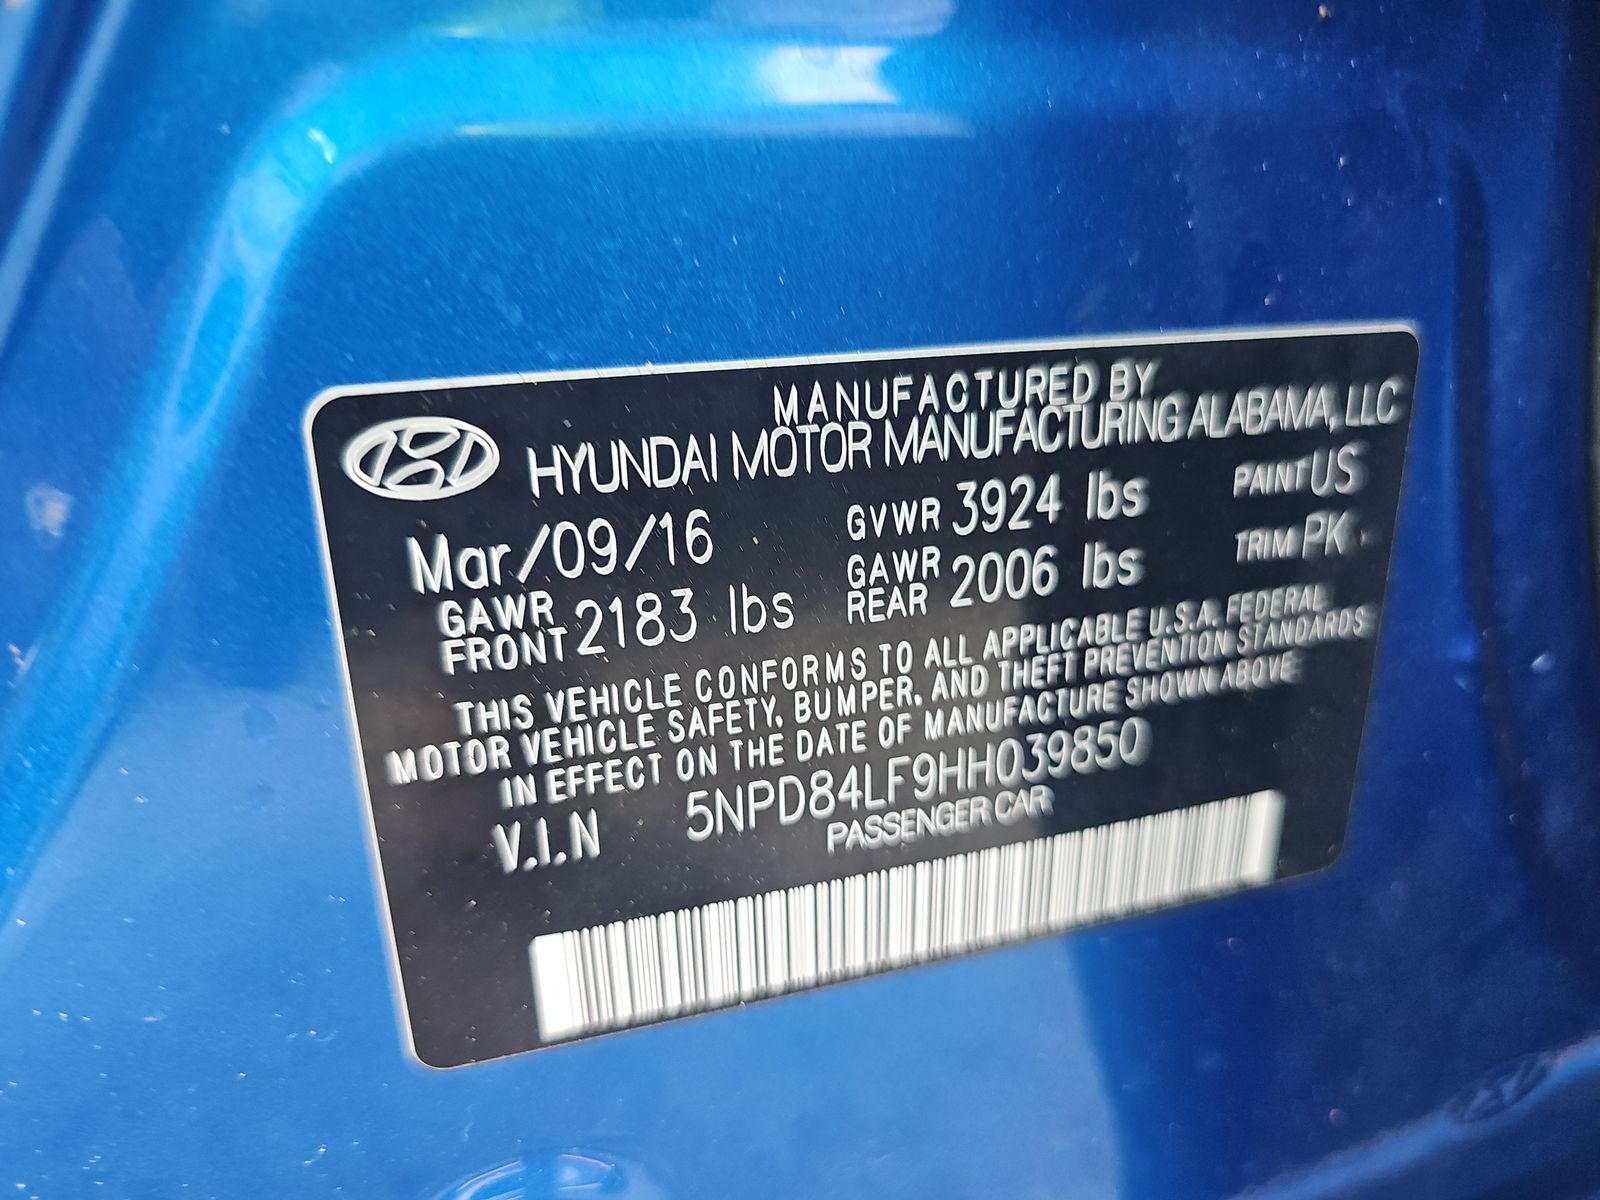 MANUFACTURED BY
HYUNDAI MOTOR MANUFACTURING ALABAMA, LLC
Mar/09/16 GVWR 3924 lbs PAINT US
GAWR FRONT 2183 lbs GAWR REAR 2006 lbs TRIM PK
THIS VEHICLE CONFORMS TO ALL APPLICABLE U.S.A. FEDERAL
MOTOR VEHICLE SAFETY, BUMPER, AND THEFT PREVENTION STANDARDS
IN EFFECT ON THE DATE OF MANUFACTURE SHOWN ABOVE
V.I.N 5NPD84LF9HH039850
PASSENGER CAR